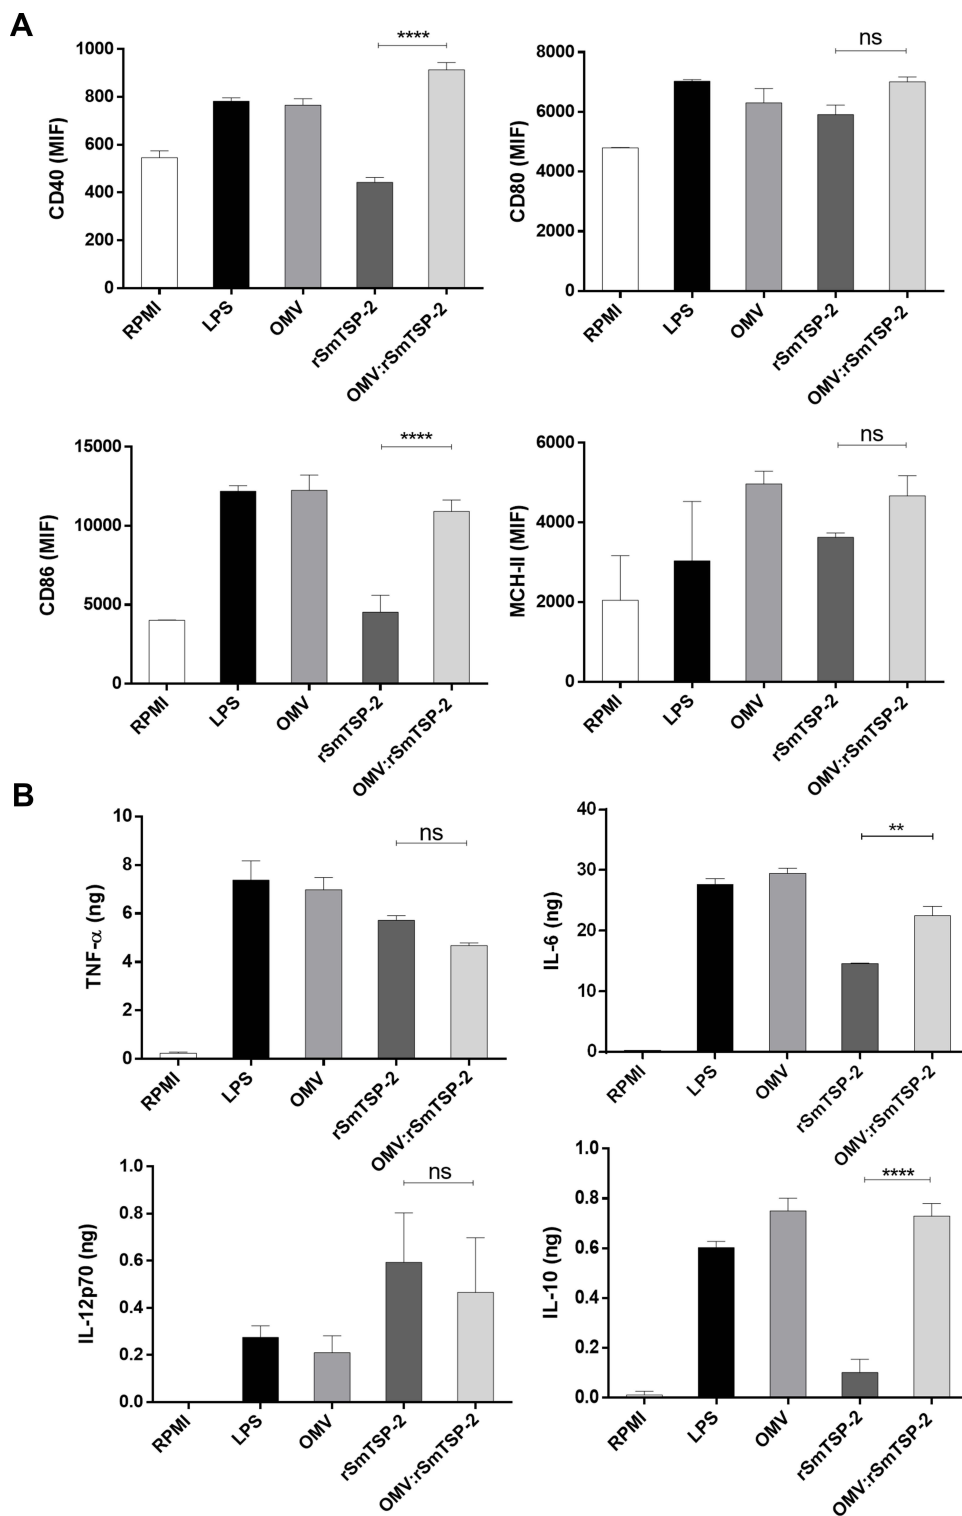 A
CD40 (MIF)
1000
800
600
400
200
0
****
RPMI
LPS
OMV
rSmTSP-2
OMV:rSmTSP-2
CD80 (MIF)
8000
6000
4000
2000
0
ns
RPMI
LPS
OMV
rSmTSP-2
OMV:rSmTSP-2
CD86 (MIF)
15000
10000
5000
0
****
RPMI
LPS
OMV
rSmTSP-2
OMV:rSmTSP-2
MCH-II (MIF)
6000
4000
2000
0
ns
RPMI
LPS
OMV
rSmTSP-2
OMV:rSmTSP-2
B
TNF-α (ng)
10
8
6
4
2
0
ns
RPMI
LPS
OMV
rSmTSP-2
OMV:rSmTSP-2
IL-6 (ng)
40
30
20
10
0
**
RPMI
LPS
OMV
rSmTSP-2
OMV:rSmTSP-2
IL-12p70 (ng)
1.0
0.8
0.6
0.4
0.2
0.0
ns
RPMI
LPS
OMV
rSmTSP-2
OMV:rSmTSP-2
IL-10 (ng)
1.0
0.8
0.6
0.4
0.2
0.0
****
RPMI
LPS
OMV
rSmTSP-2
OMV:rSmTSP-2